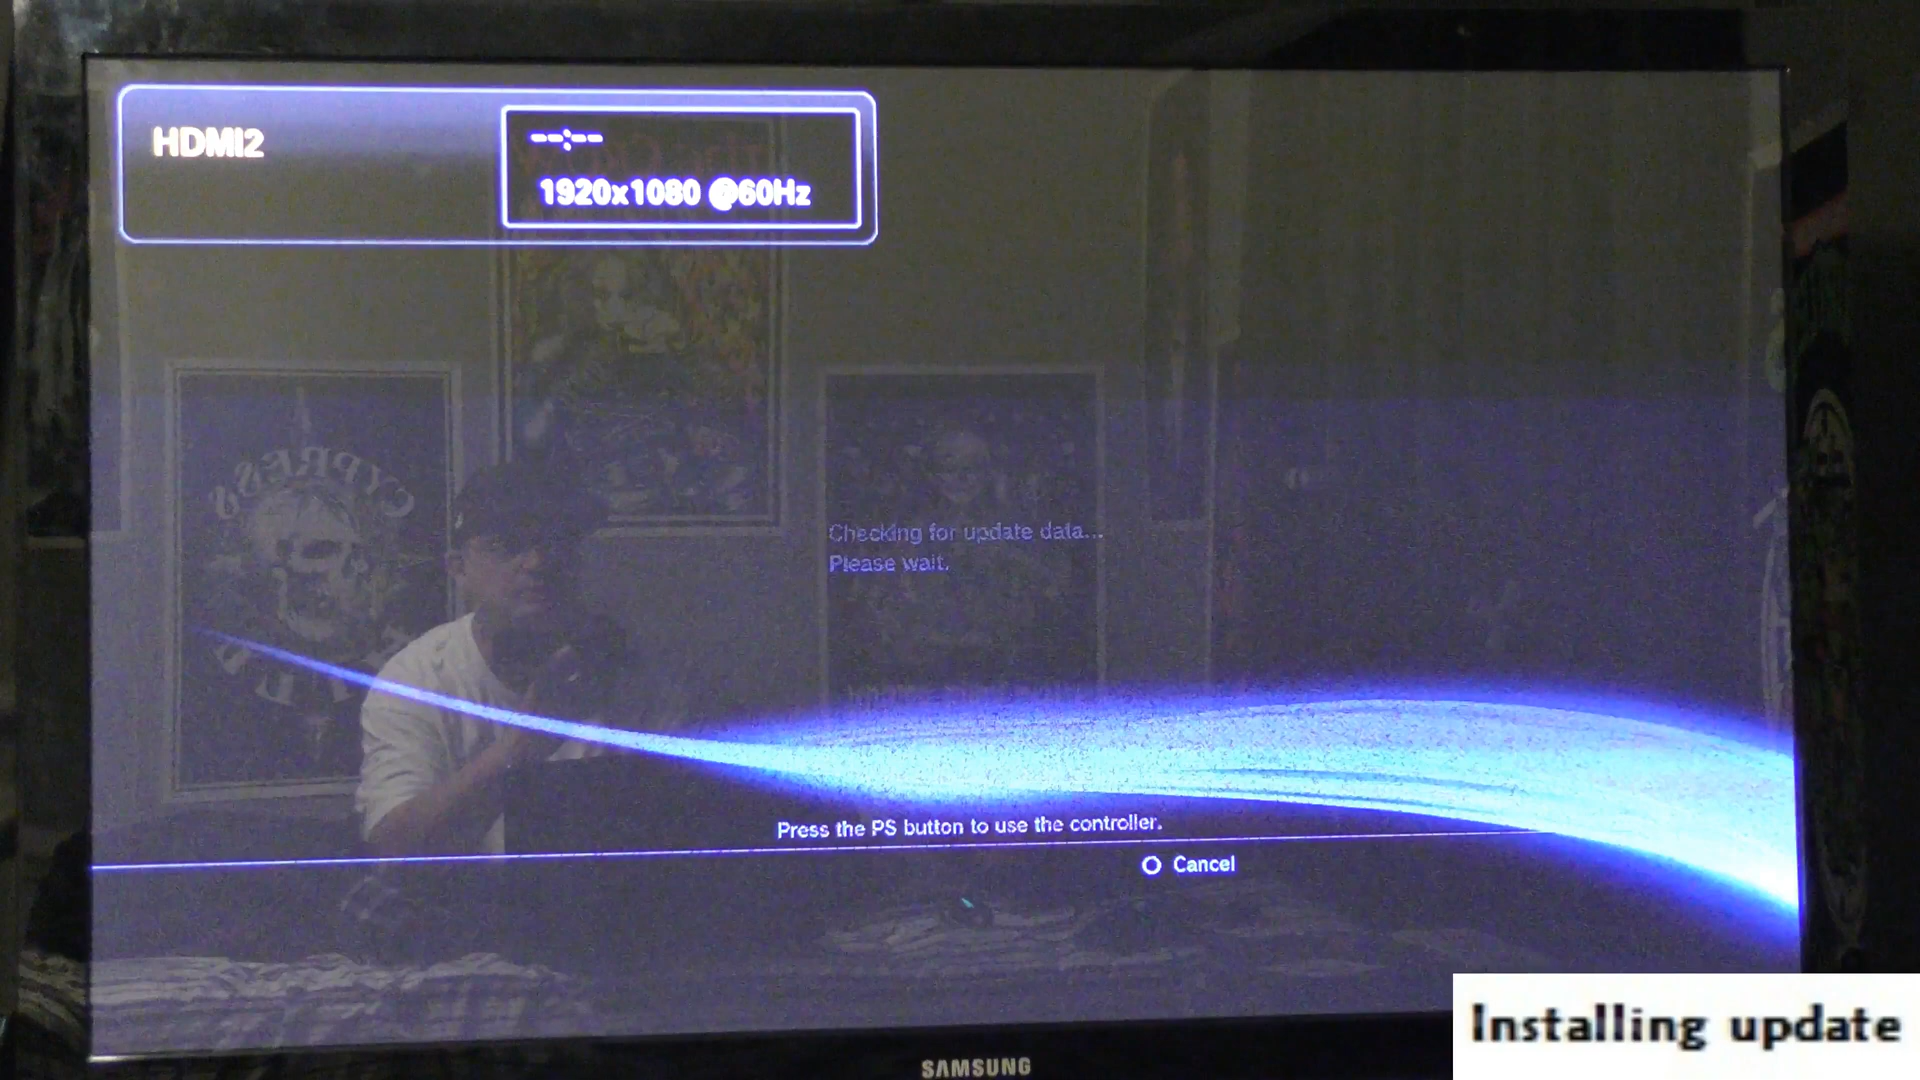 HDMI2
--:--
1920x1080 @60Hz
CYPRESS
Checking for update data...
Please wait.
Press the PS button to use the controller.
Cancel
SAMSUNG
Installing update